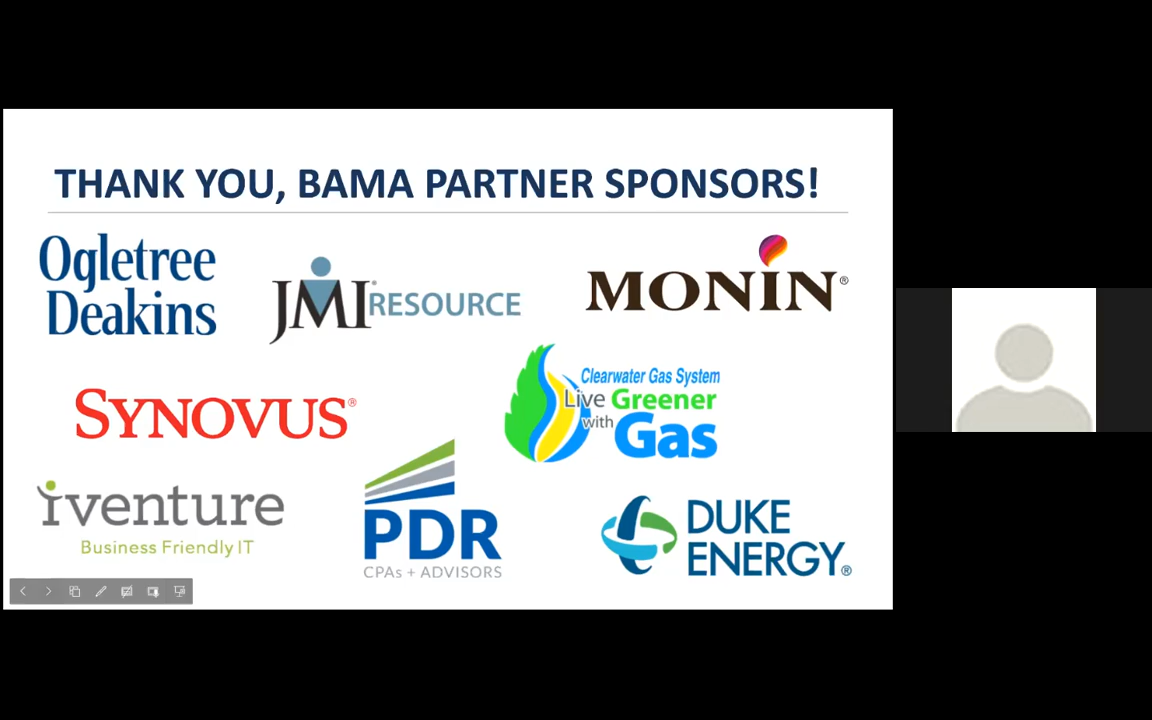 THANK YOU, BAMA PARTNER SPONSORS!
Ogletree
Deakins
JMI® RESOURCE
MONIN®
SYNOVUS®
Clearwater Gas System
Live Greener
with Gas
iventure
Business Friendly IT
PDR
CPAs + ADVISORS
DUKE
ENERGY®